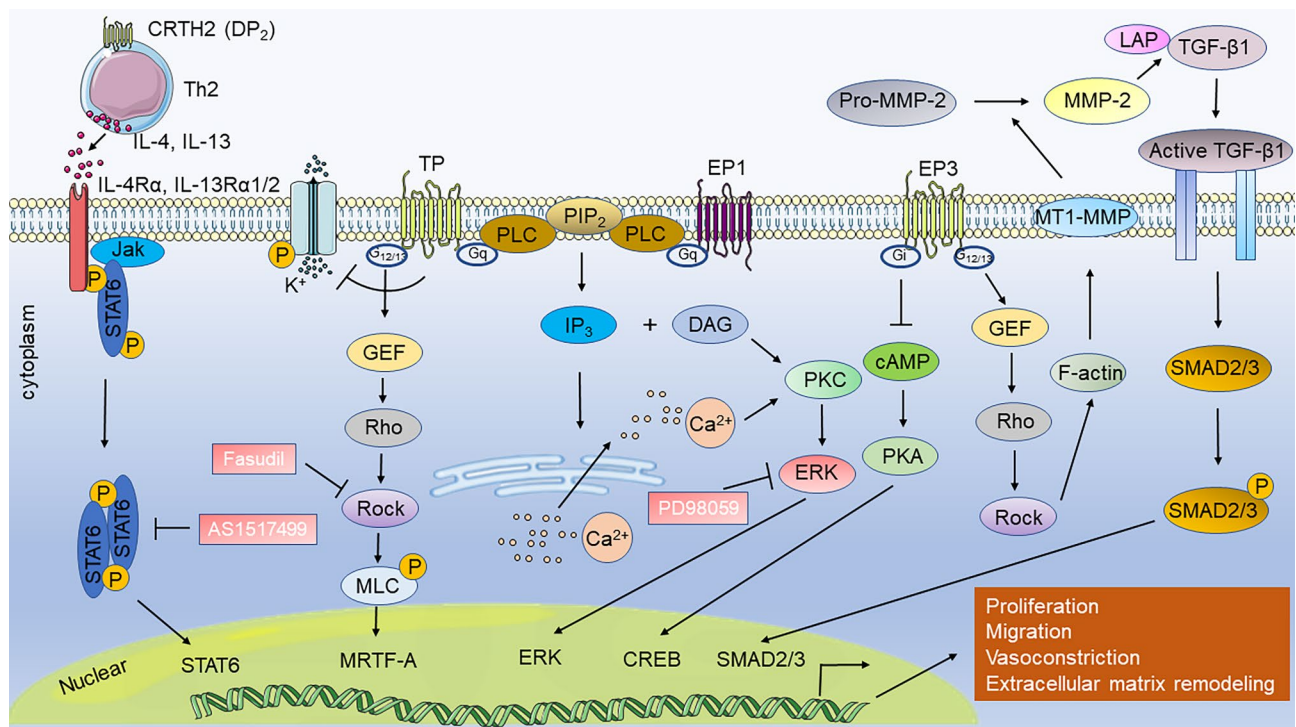 CRTH2 (DP2)
Th2
IL-4, IL-13
IL-4Rα, IL-13Rα1/2
Jak
P
STAT6
P
cytoplasm
STAT6
STAT6
P
P
AS1517499
Fasudil
P
K+
TP
G12/13
Gq
GEF
Rho
Rock
MLC
P
PLC
PIP2
PLC
Gq
EP1
IP3
+
DAG
PKC
Ca2+
Ca2+
PD98059
ERK
EP3
Gi
G12/13
cAMP
PKA
GEF
Rho
Rock
F-actin
MT1-MMP
Pro-MMP-2
MMP-2
LAP
TGF-β1
Active TGF-β1
SMAD2/3
P
SMAD2/3
Nuclear
STAT6
MRTF-A
ERK
CREB
SMAD2/3
Proliferation
Migration
Vasoconstriction
Extracellular matrix remodeling